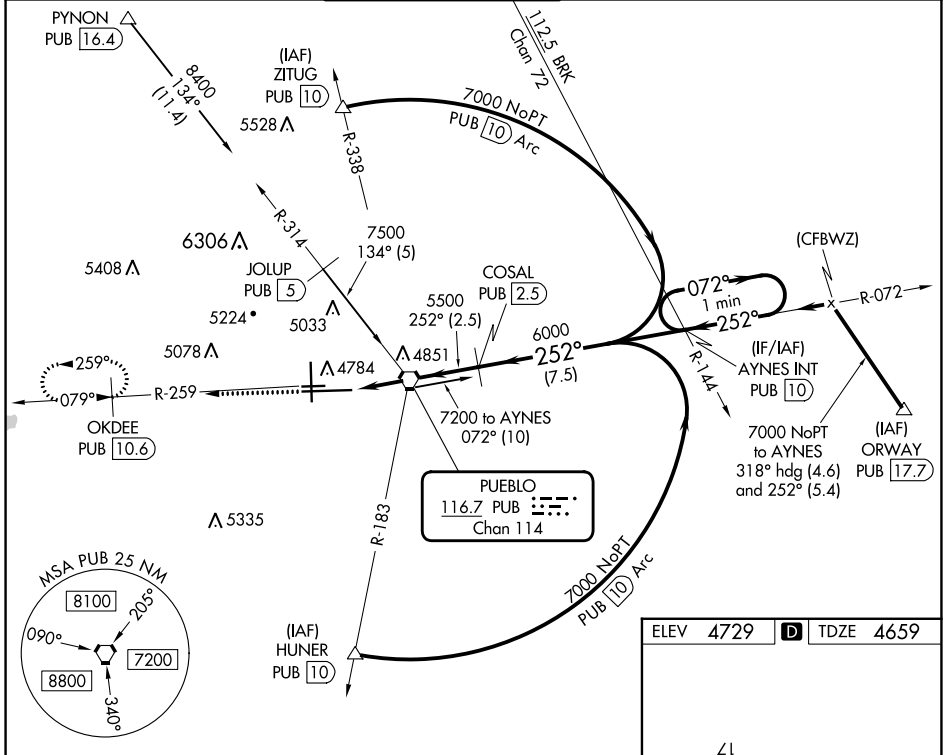 PYNON
PUB 16.4
8400
134°
(11.4)
(IAF)
ZITUG
PUB 10
5528
R-338
112.5 BRK
Chan 72
7000 NoPT
PUB 10 Arc
R-314
7500
134° (5)
6306
5408
JOLUP
PUB 5
5224
5033
5078
4784
4851
COSAL
PUB 2.5
5500
252° (2.5)
6000
252°
(7.5)
072°
1 min
252°
(CFBWZ)
R-072
(IF/IAF)
AYNES INT
PUB 10
R-144
259°
079°
R-259
OKDEE
PUB 10.6
7200 to AYNES
072° (10)
7000 NoPT
to AYNES
318° hdg (4.6)
and 252° (5.4)
(IAF)
ORWAY
PUB 17.7
PUEBLO
116.7 PUB
Chan 114
5335
R-183
7000 NoPT
PUB 10 Arc
(IAF)
HUNER
PUB 10
MSA PUB 25 NM
8100
205°
090°
7200
8800
340°
ELEV 4729 D TDZE 4659
17